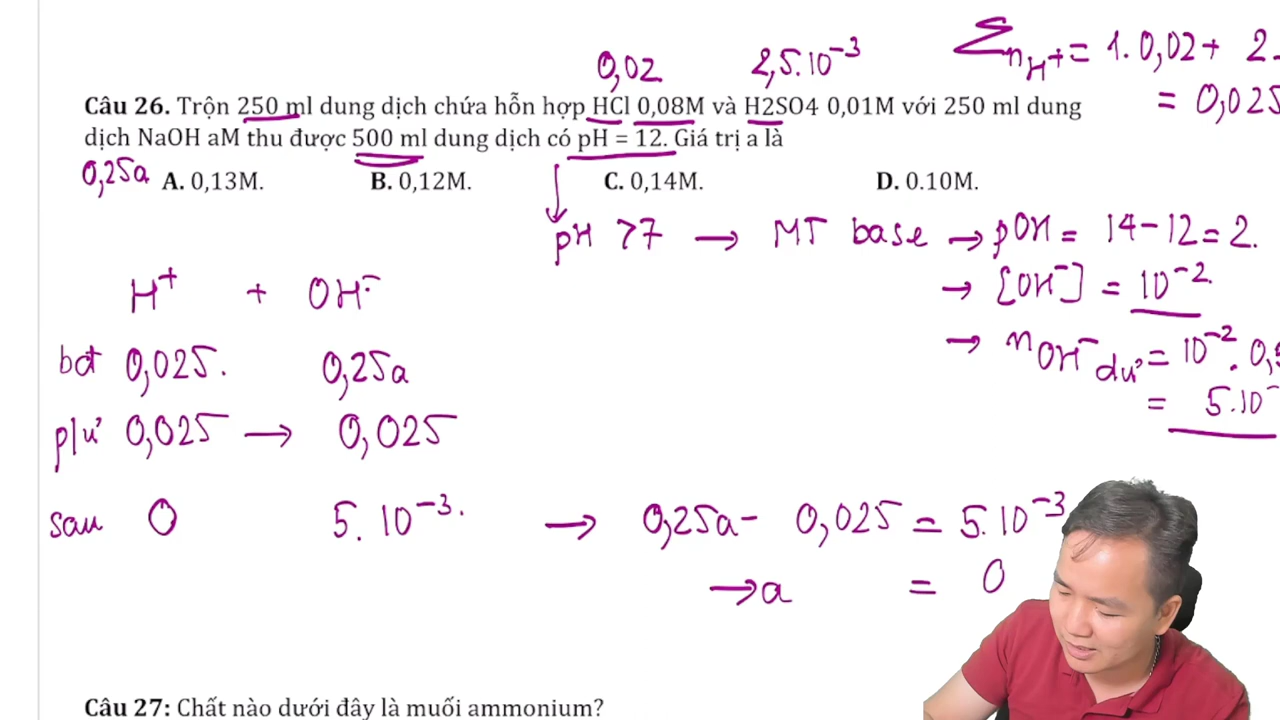 0,02 2,5.10⁻³ Σn_H⁺ = 1.0,02 + 2.
= 0,025
Câu 26. Trộn 250 ml dung dịch chứa hỗn hợp HCl 0,08M và H2SO4 0,01M với 250 ml dung
dịch NaOH aM thu được 500 ml dung dịch có pH = 12. Giá trị a là
0,25a
A. 0,13M. B. 0,12M. C. 0,14M. D. 0.10M.
pH >7 → MT base → pOH = 14-12 = 2.
→ [OH⁻] = 10⁻².
→ nOH⁻ dư = 10⁻².0,5
= 5.10⁻
H⁺ + OH⁻
bđ 0,025. 0,25a
p/ư 0,025 → 0,025
sau 0 5.10⁻³. → 0,25a - 0,025 = 5.10⁻³
→ a = 0
Câu 27: Chất nào dưới đây là muối ammonium?